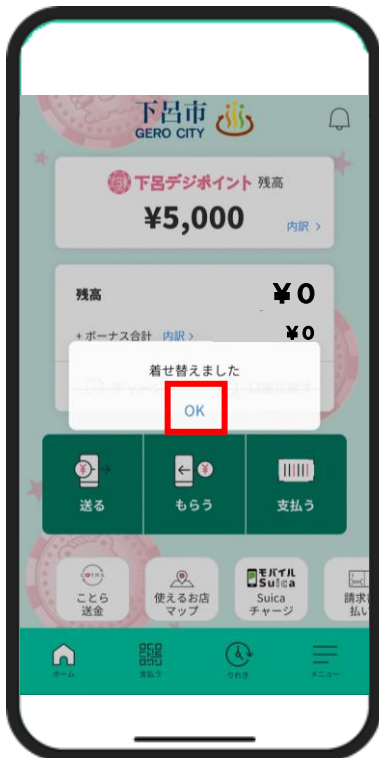 下呂市
GERO CITY
下呂デジポイント 残高
¥5,000
内訳 >
残高
¥0
+ ボーナス合計 内訳 >
¥0
着せ替えました
OK
送る
もらう
支払う
ことら
送金
使えるお店
マップ
モバイル
Suica
Suica
チャージ
請求
払い
ホーム
支払う
りれき
メニュー